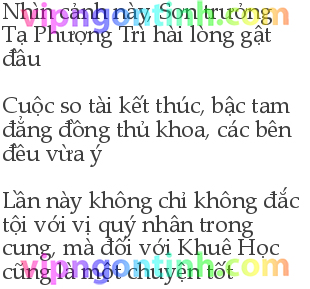 Nhìn cảnh này, Sơn trưởng
Tạ Phượng Trì hài lòng gật
đầu
Cuộc so tài kết thúc, bậc tam
đẳng đồng thủ khoa, các bên
đều vừa ý
Lần này không chỉ không đắc
tội với vị quý nhân trong
cung, mà đối với Khuê Học
cũng là một chuyện tốt
vipngontinh.com
vipngontinh.com